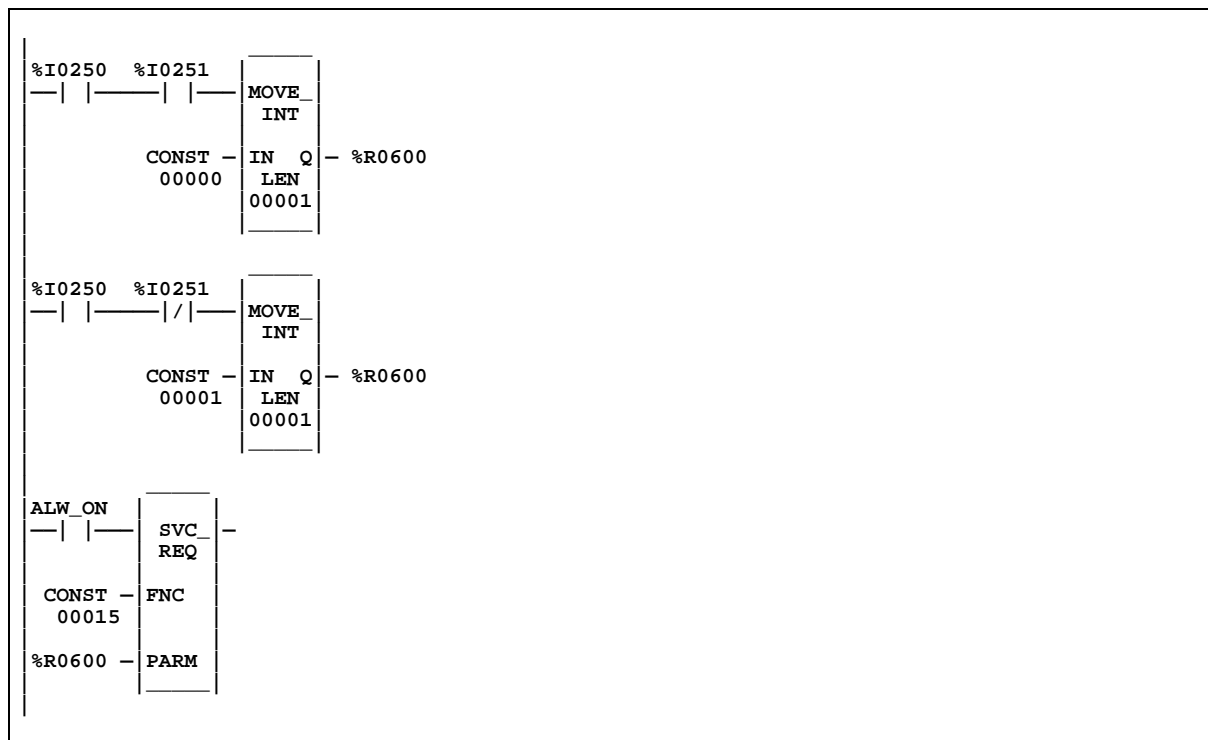 %I0250 %I0251
MOVE_
INT
CONST IN Q %R0600
00000 LEN
00001
%I0250 %I0251
MOVE_
INT
CONST IN Q %R0600
00001 LEN
00001
ALW_ON
SVC_
REQ
CONST FNC
00015
%R0600 PARM